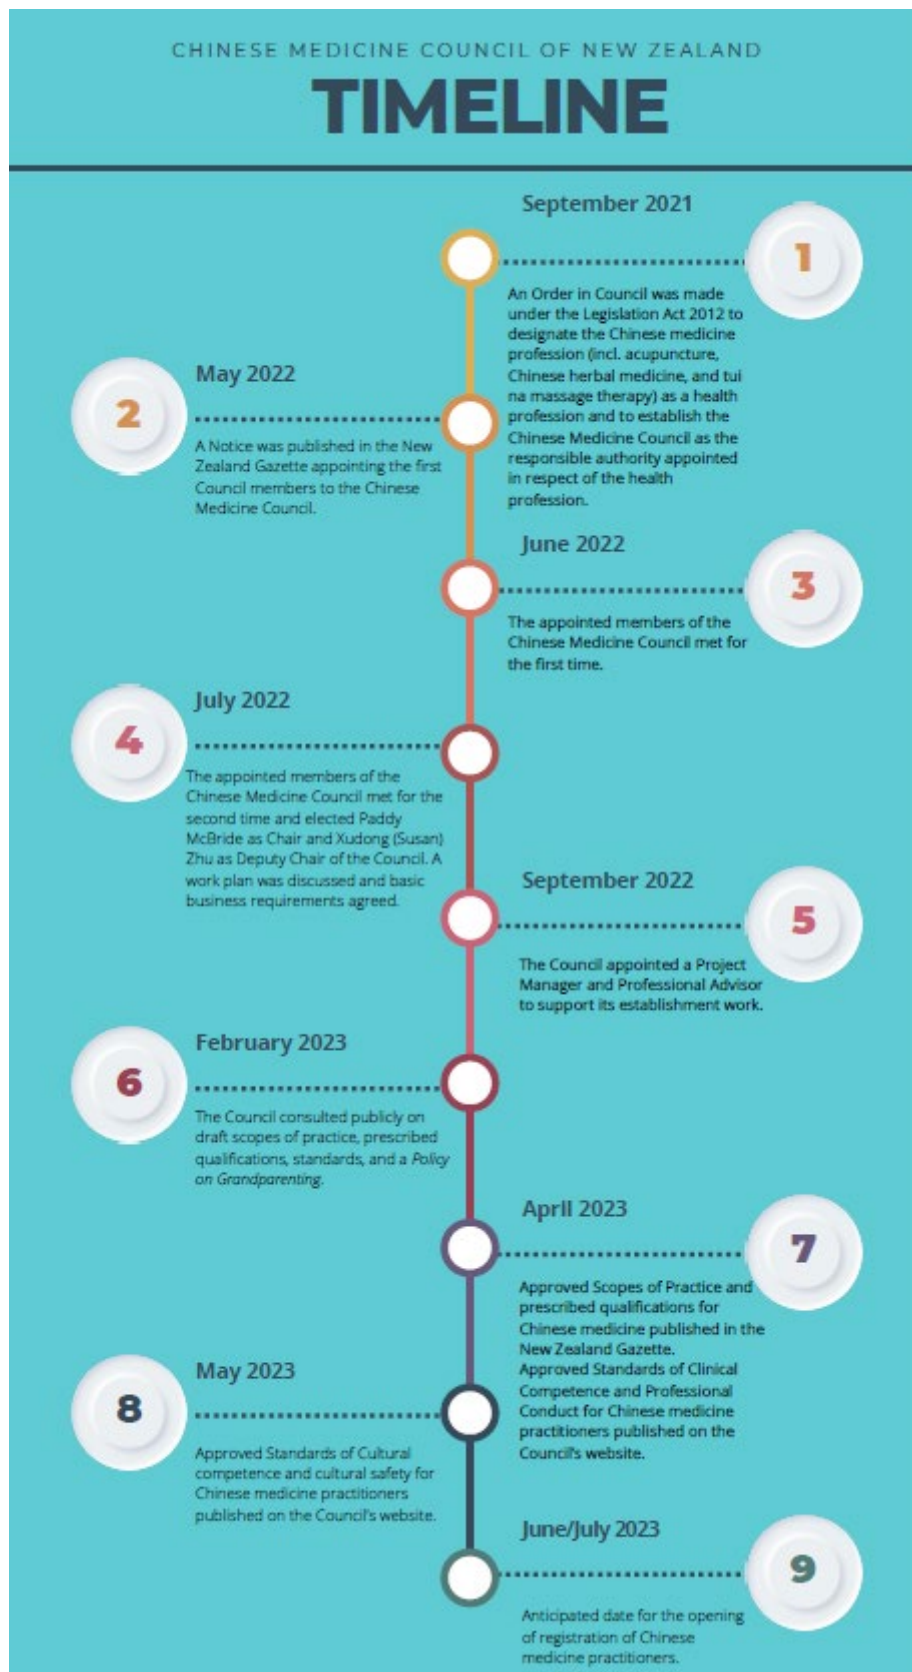 CHINESE MEDICINE COUNCIL OF NEW ZEALAND
TIMELINE
September 2021
1
An Order in Council was made
under the Legislation Act 2012 to
designate the Chinese medicine
profession (incl. acupuncture,
Chinese herbal medicine, and tui
na massage therapy) as a health
profession and to establish the
Chinese Medicine Council as the
responsible authority appointed
in respect of the health
profession.
2
May 2022
A Notice was published in the New
Zealand Gazette appointing the first
Council members to the Chinese
Medicine Council.
June 2022
3
The appointed members of the
Chinese Medicine Council met for
the first time.
4
July 2022
The appointed members of the
Chinese Medicine Council met for the
second time and elected Paddy
McBride as Chair and Xudong (Susan)
Zhu as Deputy Chair of the Council. A
work plan was discussed and basic
business requirements agreed.
September 2022
5
The Council appointed a Project
Manager and Professional Advisor
to support its establishment work.
6
February 2023
The Council consulted publicly on
draft scopes of practice, prescribed
qualifications, standards, and a Policy
on Grandparenting.
April 2023
7
Approved Scopes of Practice and
prescribed qualifications for
Chinese medicine published in the
New Zealand Gazette.
Approved Standards of Clinical
Competence and Professional
Conduct for Chinese medicine
practitioners published on the
Council's website.
8
May 2023
Approved Standards of Cultural
competence and cultural safety for
Chinese medicine practitioners
published on the Council's website.
June/July 2023
9
Anticipated date for the opening
of registration of Chinese
medicine practitioners.